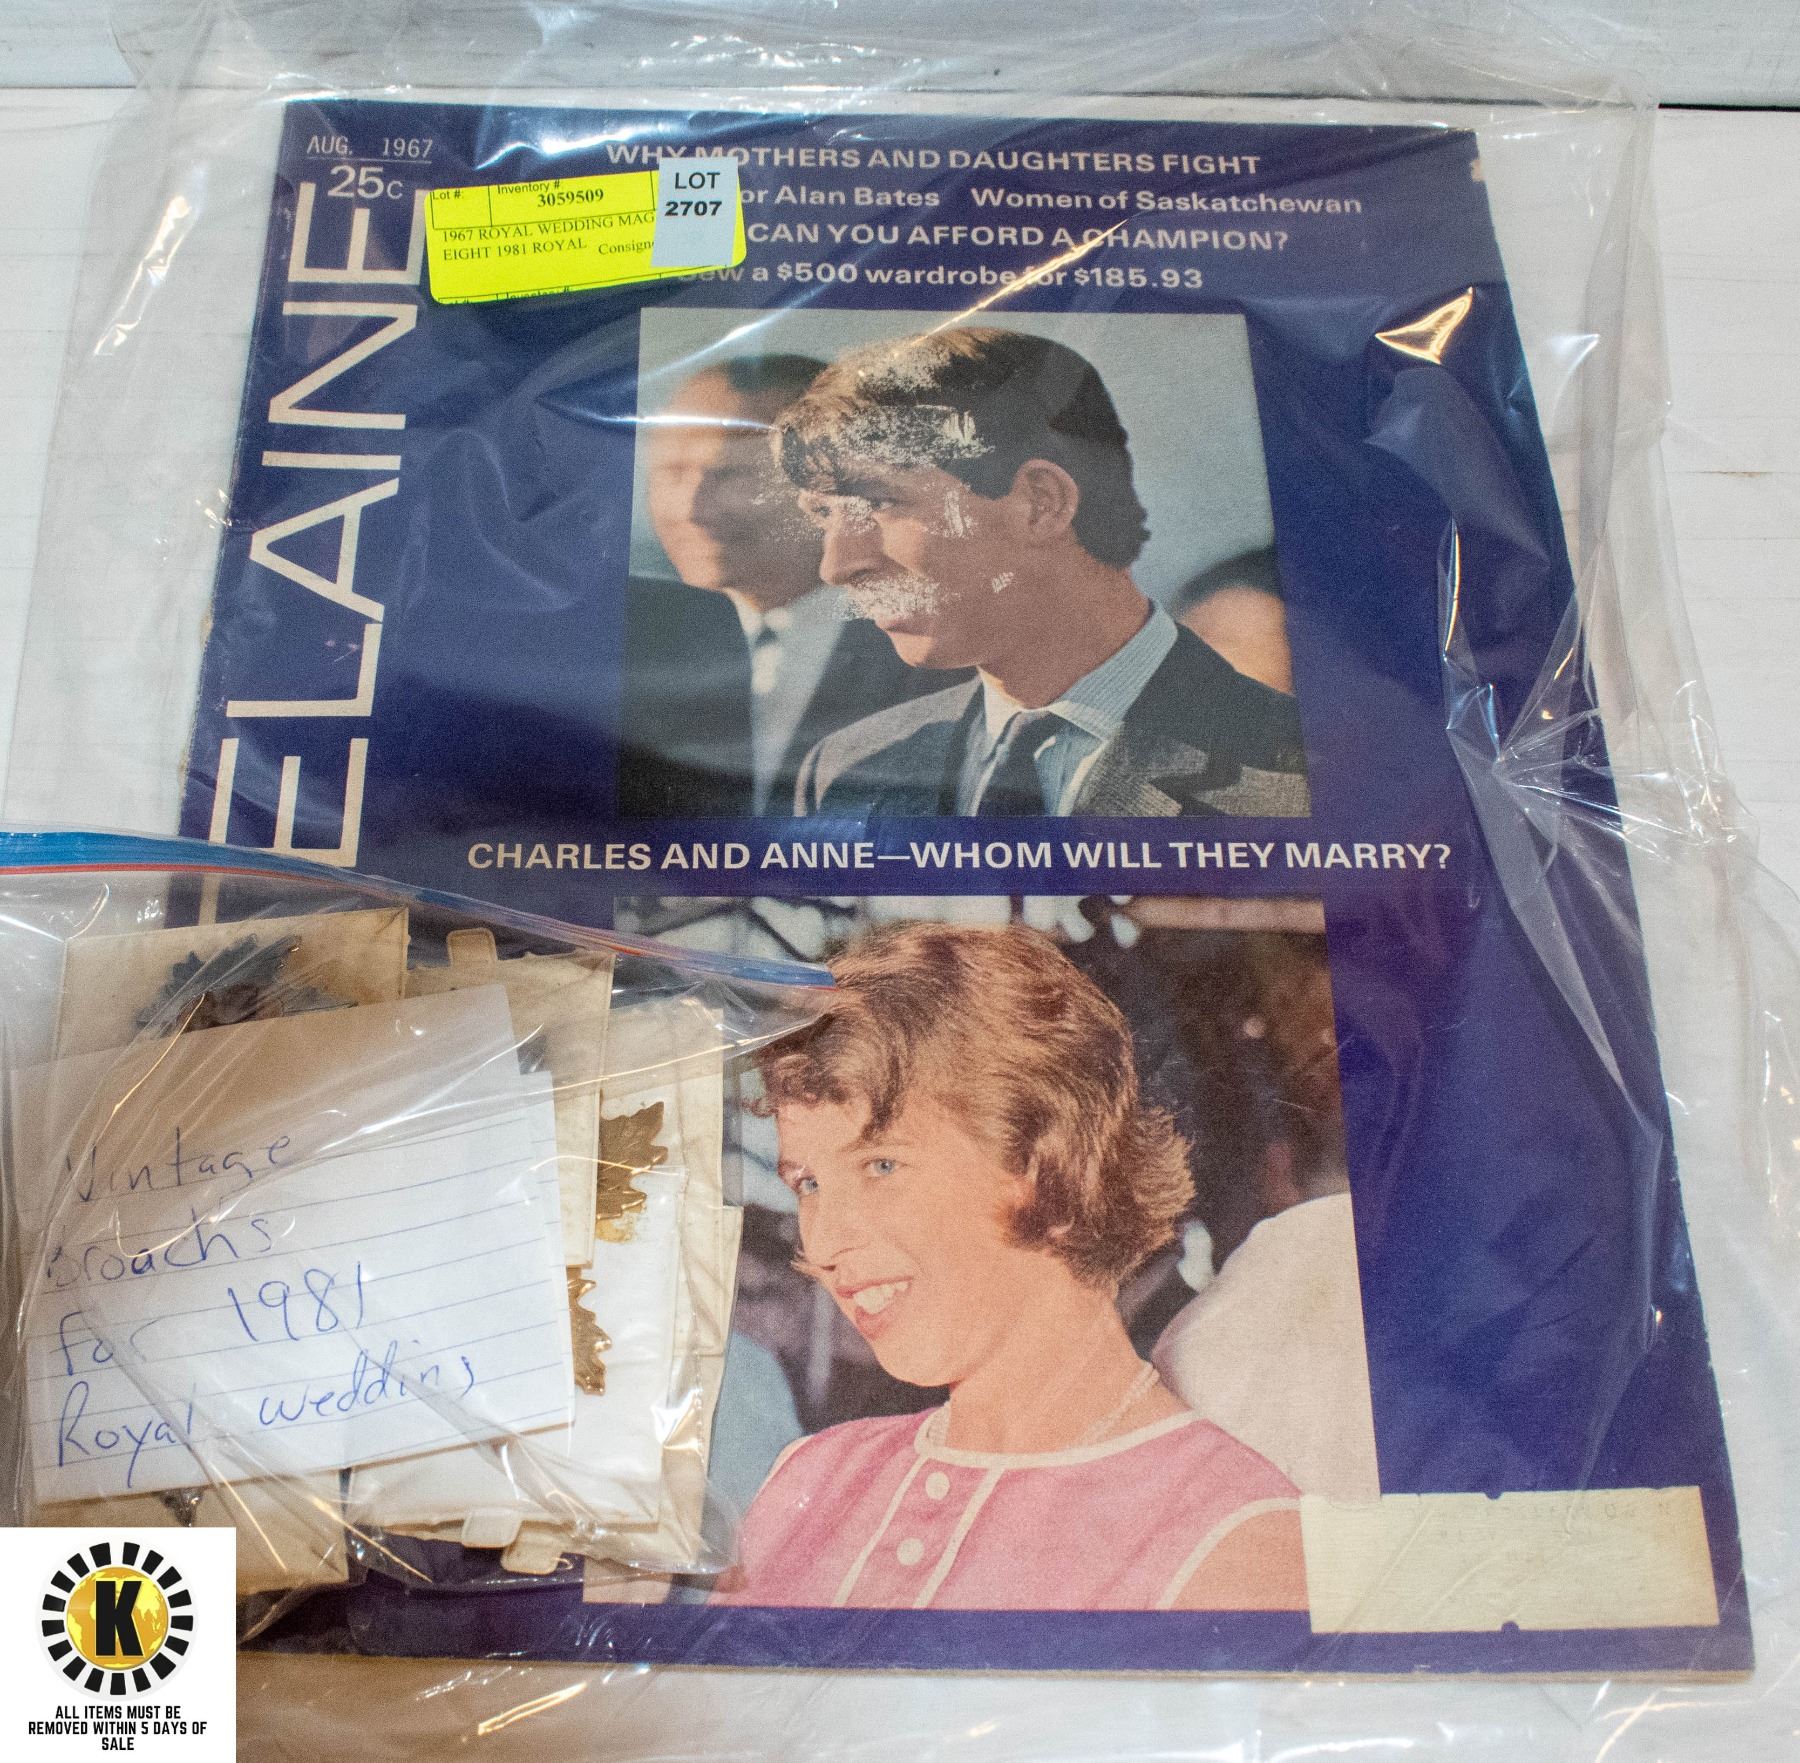 AUG. 1967
25c
ELAINE
WHY MOTHERS AND DAUGHTERS FIGHT
or Alan Bates Women of Saskatchewan
CAN YOU AFFORD A CHAMPION?
a $500 wardrobe for $185.93
Lot #: Inventory #:
3059509
1967 ROYAL WEDDING MAG
EIGHT 1981 ROYAL Consign
LOT
2707
CHARLES AND ANNE—WHOM WILL THEY MARRY?
Vintage
Broachs
for 1981
Royal wedding
K
ALL ITEMS MUST BE
REMOVED WITHIN 5 DAYS OF
SALE